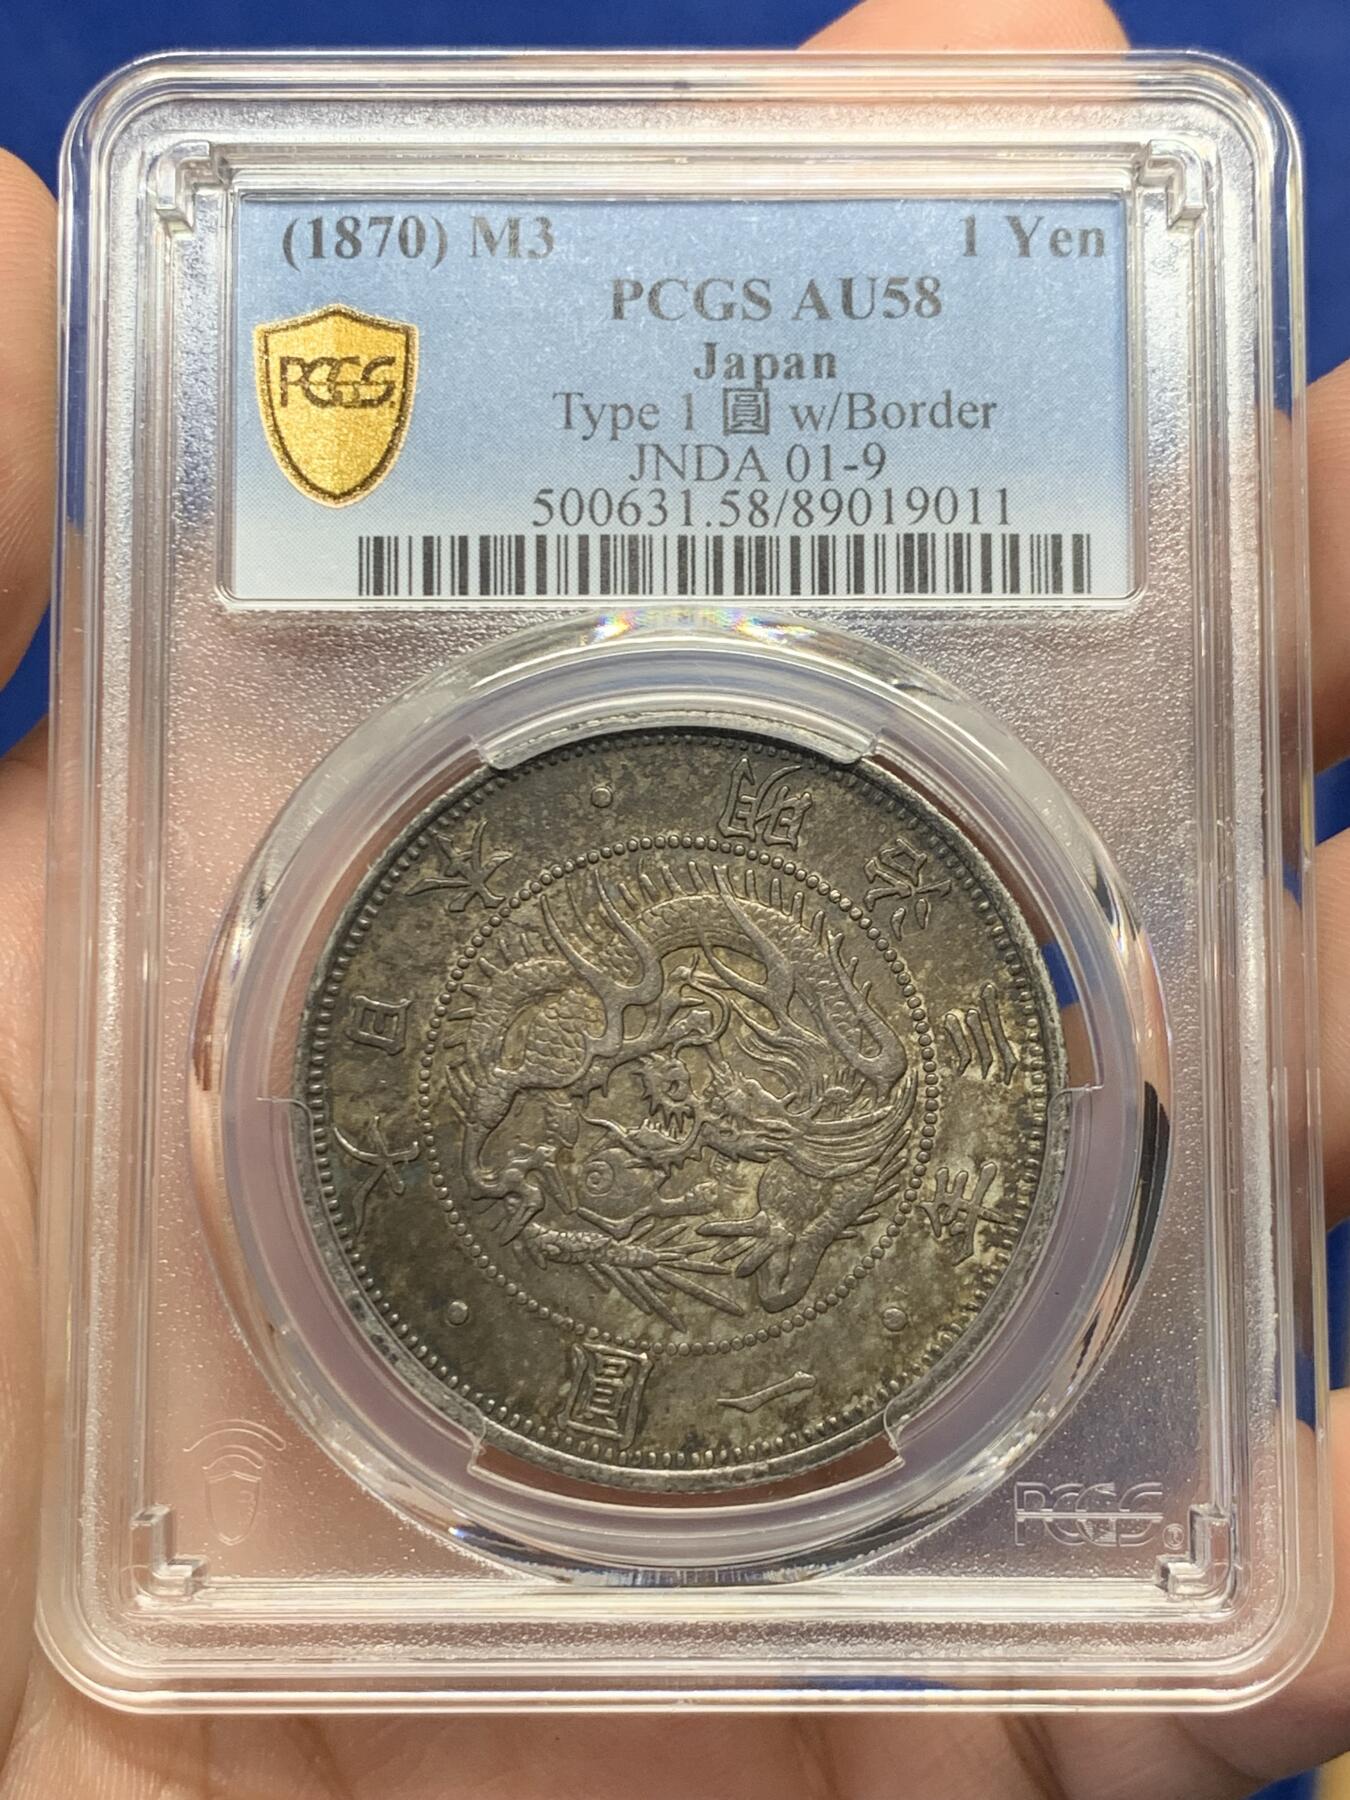 (1870) M3 1 Yen
PCGS AU58
Japan
Type 1 圓 w/Border
JNDA 01-9
500631.58/89019011
PCGS
大日本
明治三年
一圓
PCGS